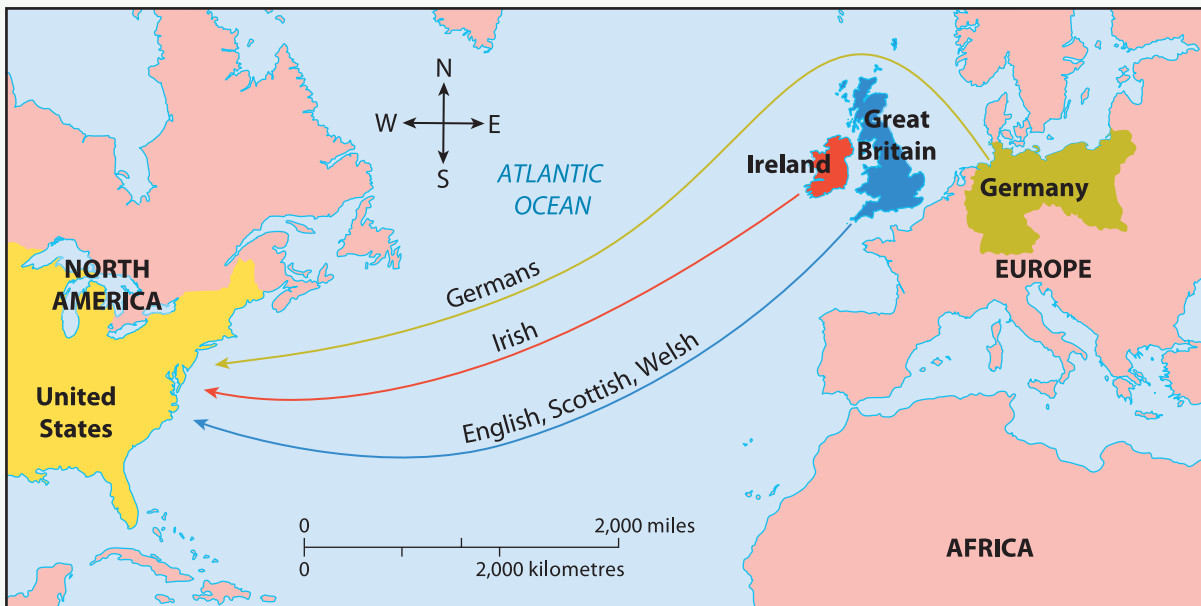 N
W
E
S
ATLANTIC
OCEAN
Great
Britain
Ireland
Germany
EUROPE
NORTH
AMERICA
Germans
Irish
English, Scottish, Welsh
United
States
0
2,000 miles
0
2,000 kilometres
AFRICA